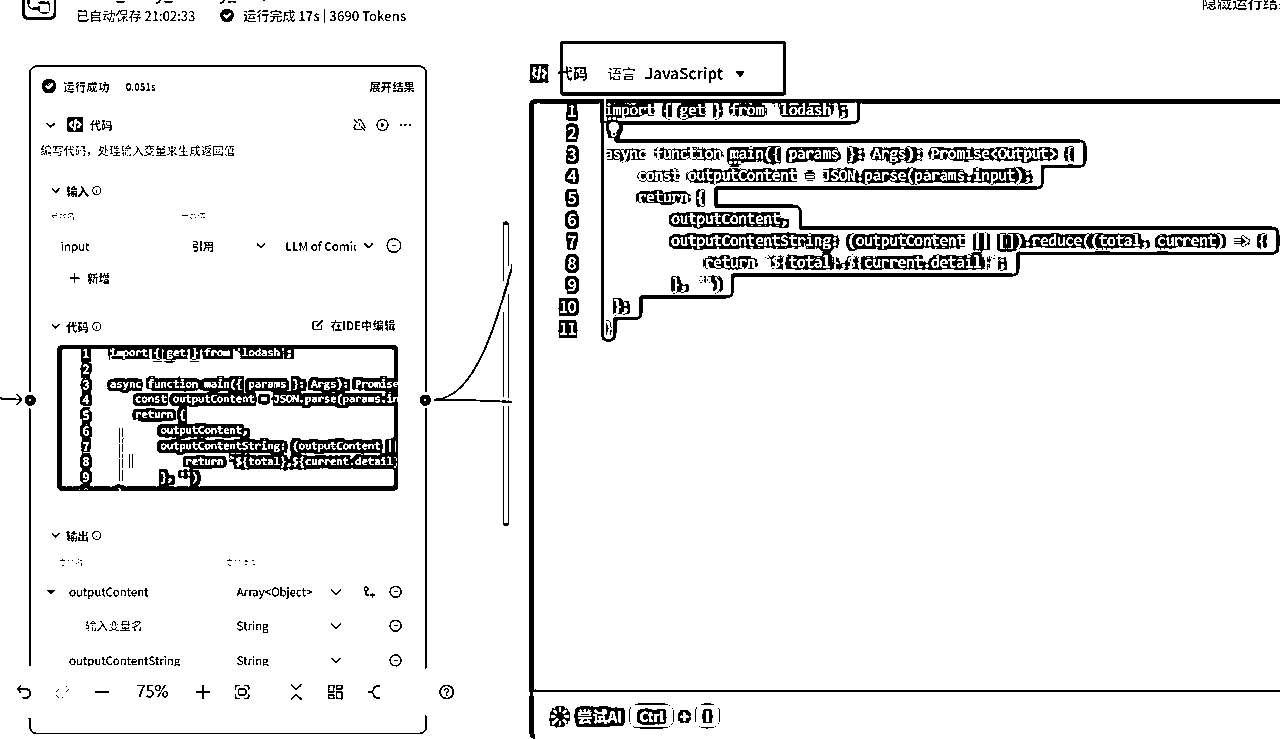 已自动保存 21:02:33 运行完成 17s | 3690 Tokens
运行成功 0.051s 展开结果
代码
编写代码，处理输入变量来生成返回值
输入
input 引用 LLM of Comic
新增
代码 在IDE中编辑
1 import { get } from 'lodash';
2
3 async function main({ params }: Args): Promise
4 const outputContent = JSON.parse(params.in
5 return {
6 outputContent,
7 outputContentString: (outputContent ||
8 return `${total},${current.detail}
9 }, "")
输出
outputContent Array<Object>
输入变量名 String
outputContentString String
75%
代码 语言 JavaScript
1 import { get } from 'lodash';
2
3 async function main({ params }: Args): Promise<Output> {
4 const outputContent = JSON.parse(params.input);
5 return {
6 outputContent,
7 outputContentString: (outputContent || []).reduce((total, current) => {
8 return `${total},${current.detail}`;
9 }, "")
10 };
11 }
尝试AI Ctrl + I